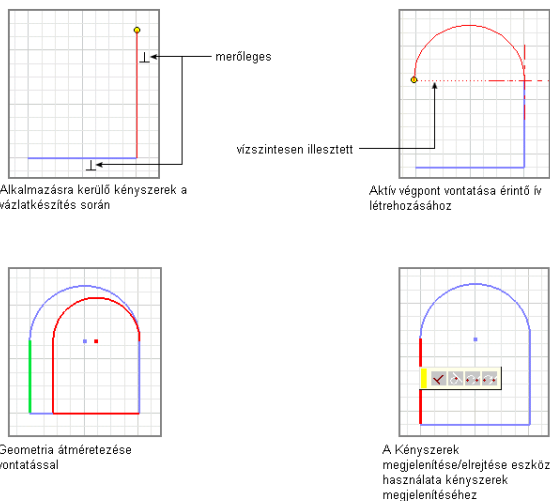 merőleges
vízszintesen illesztett
Alkalmazásra kerülő kényszerek a
vázlatkészítés során
Aktív végpont vontatása érintő ív
létrehozásához
Geometria átméretezése
vontatással
A Kényszerek
megjelenítése/elrejtése eszköz
használata kényszerek
megjelenítéséhez